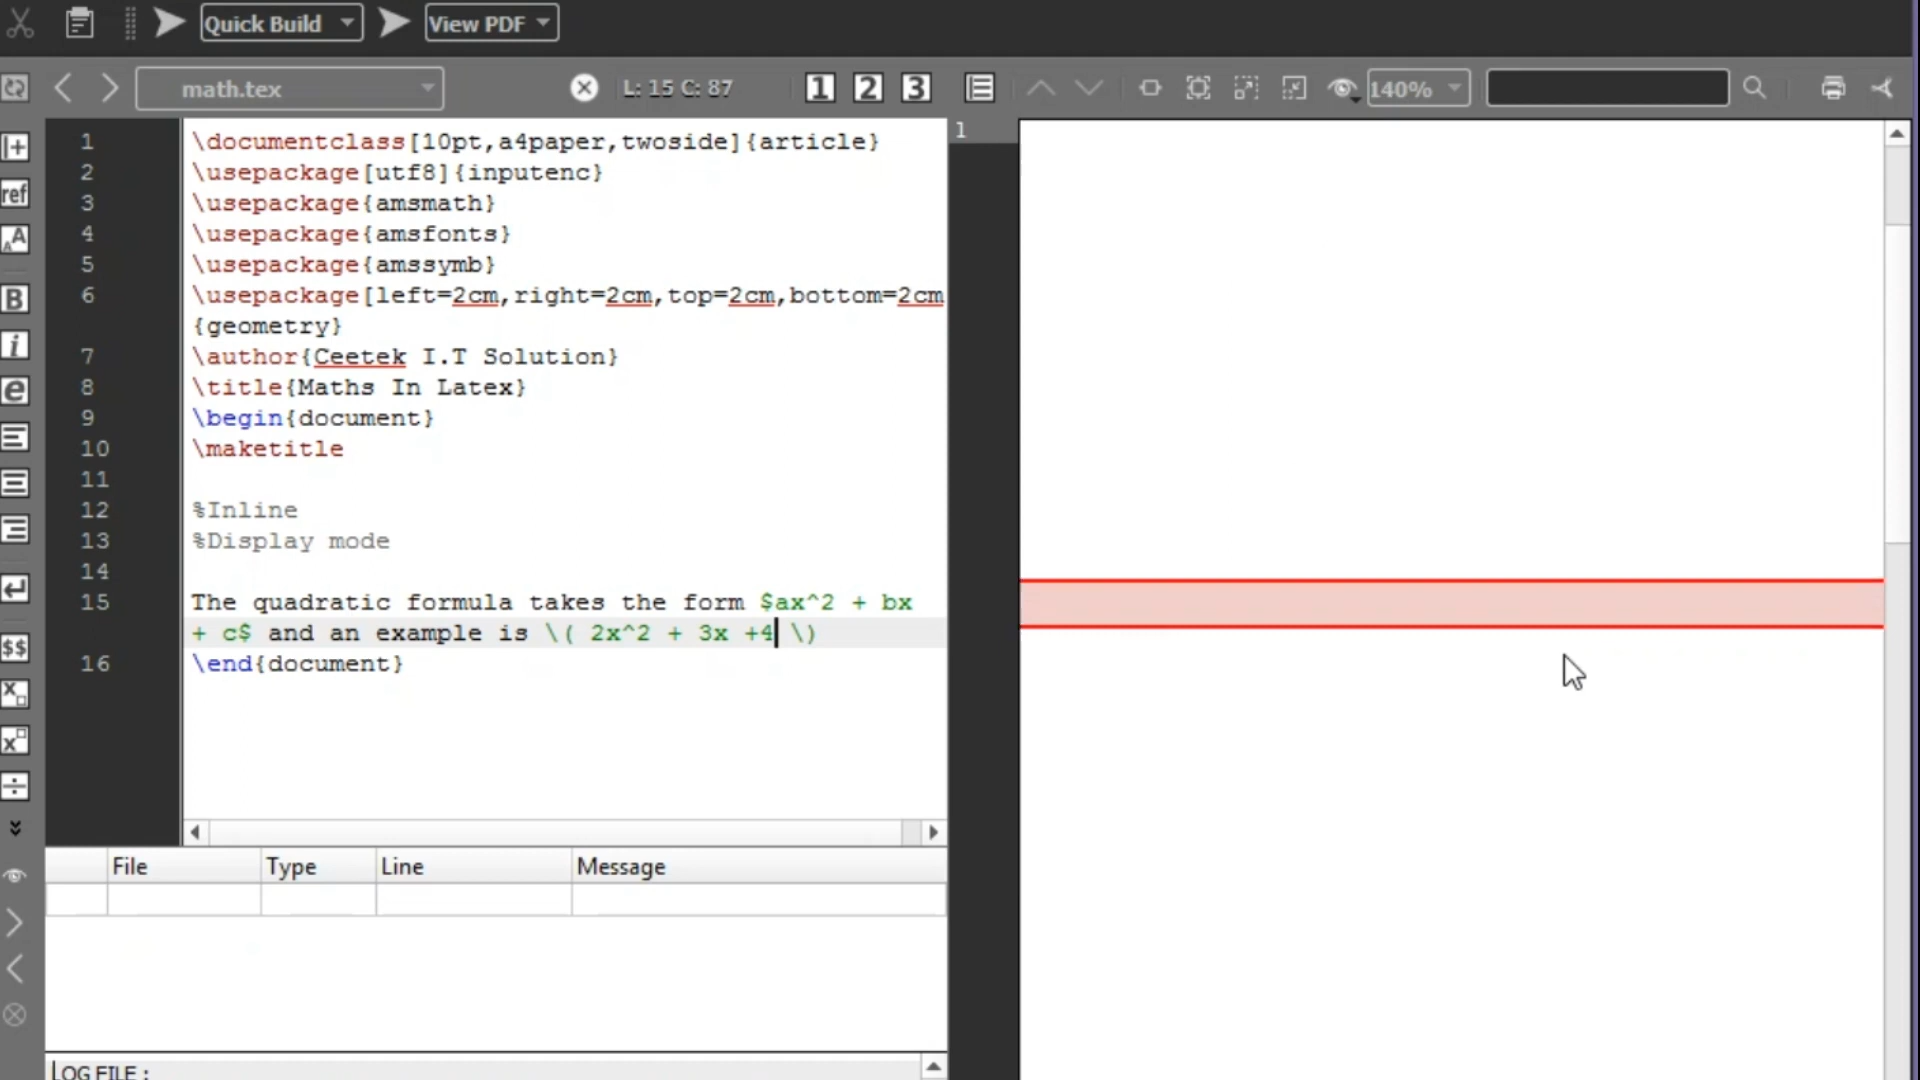 Quick Build
View PDF
math.tex
L: 15 C: 87
1 2 3
140%
1
1 \documentclass[10pt,a4paper,twoside]{article}
2 \usepackage[utf8]{inputenc}
3 \usepackage{amsmath}
4 \usepackage{amsfonts}
5 \usepackage{amssymb}
6 \usepackage[left=2cm,right=2cm,top=2cm,bottom=2cm
{geometry}
7 \author{Ceetek I.T Solution}
8 \title{Maths In Latex}
9 \begin{document}
10 \maketitle
11
12 %Inline
13 %Display mode
14
15 The quadratic formula takes the form $ax^2 + bx
+ c$ and an example is \( 2x^2 + 3x +4 \)
16 \end{document}
ref
AA
B
i
e
$$
x
x
÷
File Type Line Message
LOG FILE :